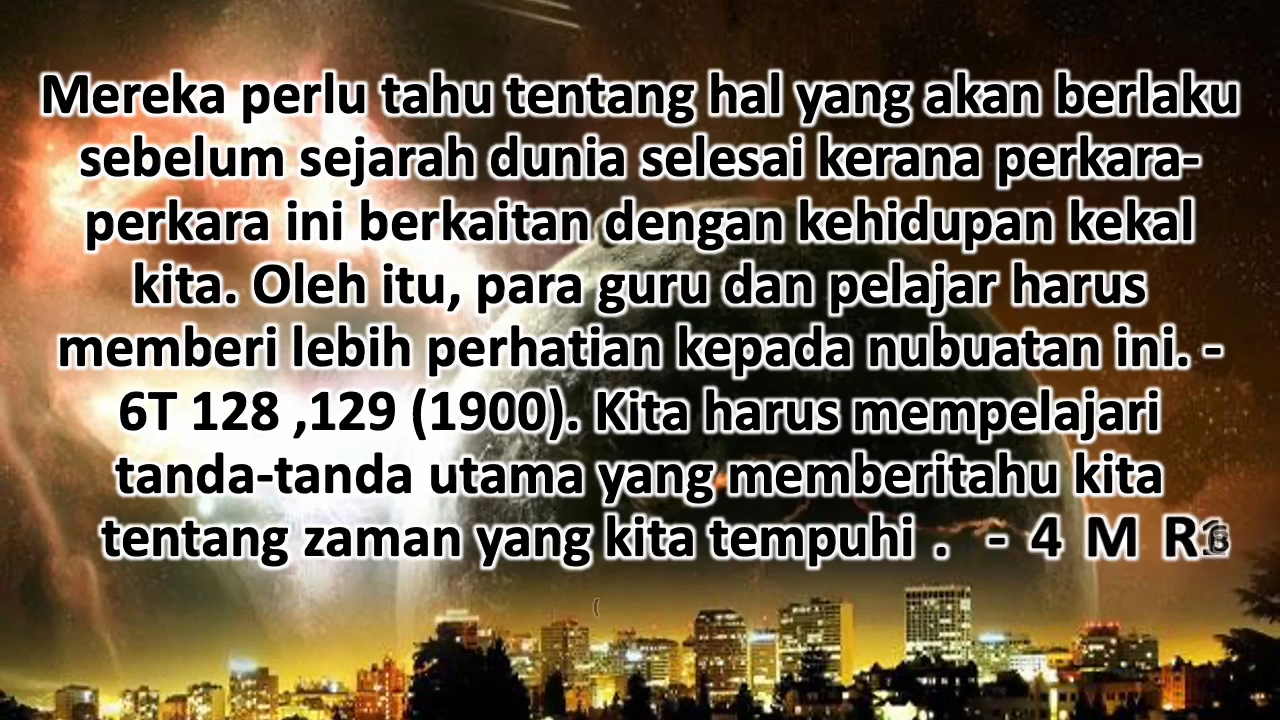 Mereka perlu tahu tentang hal yang akan berlaku
sebelum sejarah dunia selesai kerana perkara-
perkara ini berkaitan dengan kehidupan kekal
kita. Oleh itu, para guru dan pelajar harus
memberi lebih perhatian kepada nubuatan ini. -
6T 128 ,129 (1900). Kita harus mempelajari
tanda-tanda utama yang memberitahu kita
tentang zaman yang kita tempuhi . - 4 M R
(